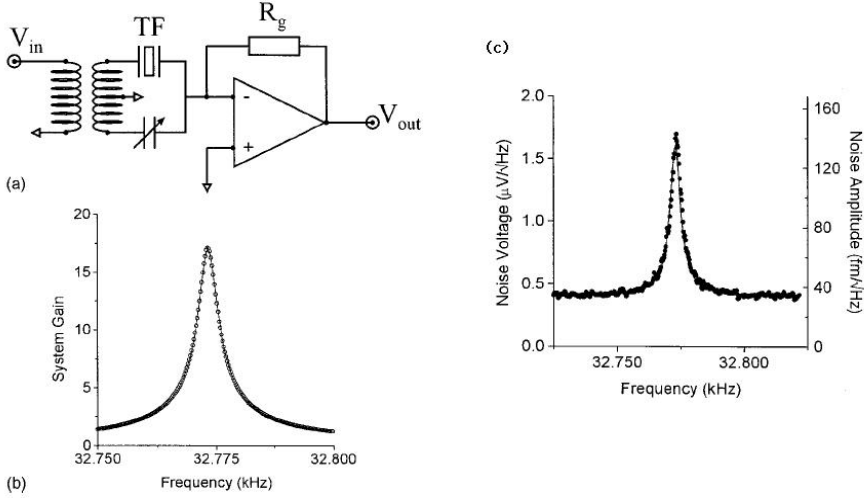 TF
R_g
V_in
-
+
V_out
(a)
20
15
10
5
0
System Gain
32.750
32.775
32.800
Frequency (kHz)
(b)
(c)
2.0
1.5
1.0
0.5
0.0
Noise Voltage (μV/√Hz)
160
120
80
40
0
Noise Amplitude (fm/√Hz)
32.750
32.800
Frequency (kHz)